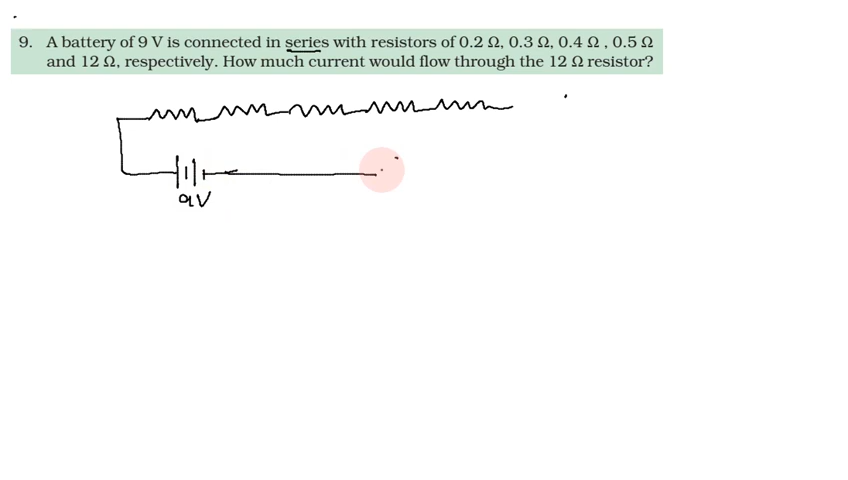 9. A battery of 9 V is connected in series with resistors of 0.2 Ω, 0.3 Ω, 0.4 Ω , 0.5 Ω
and 12 Ω, respectively. How much current would flow through the 12 Ω resistor?
9V